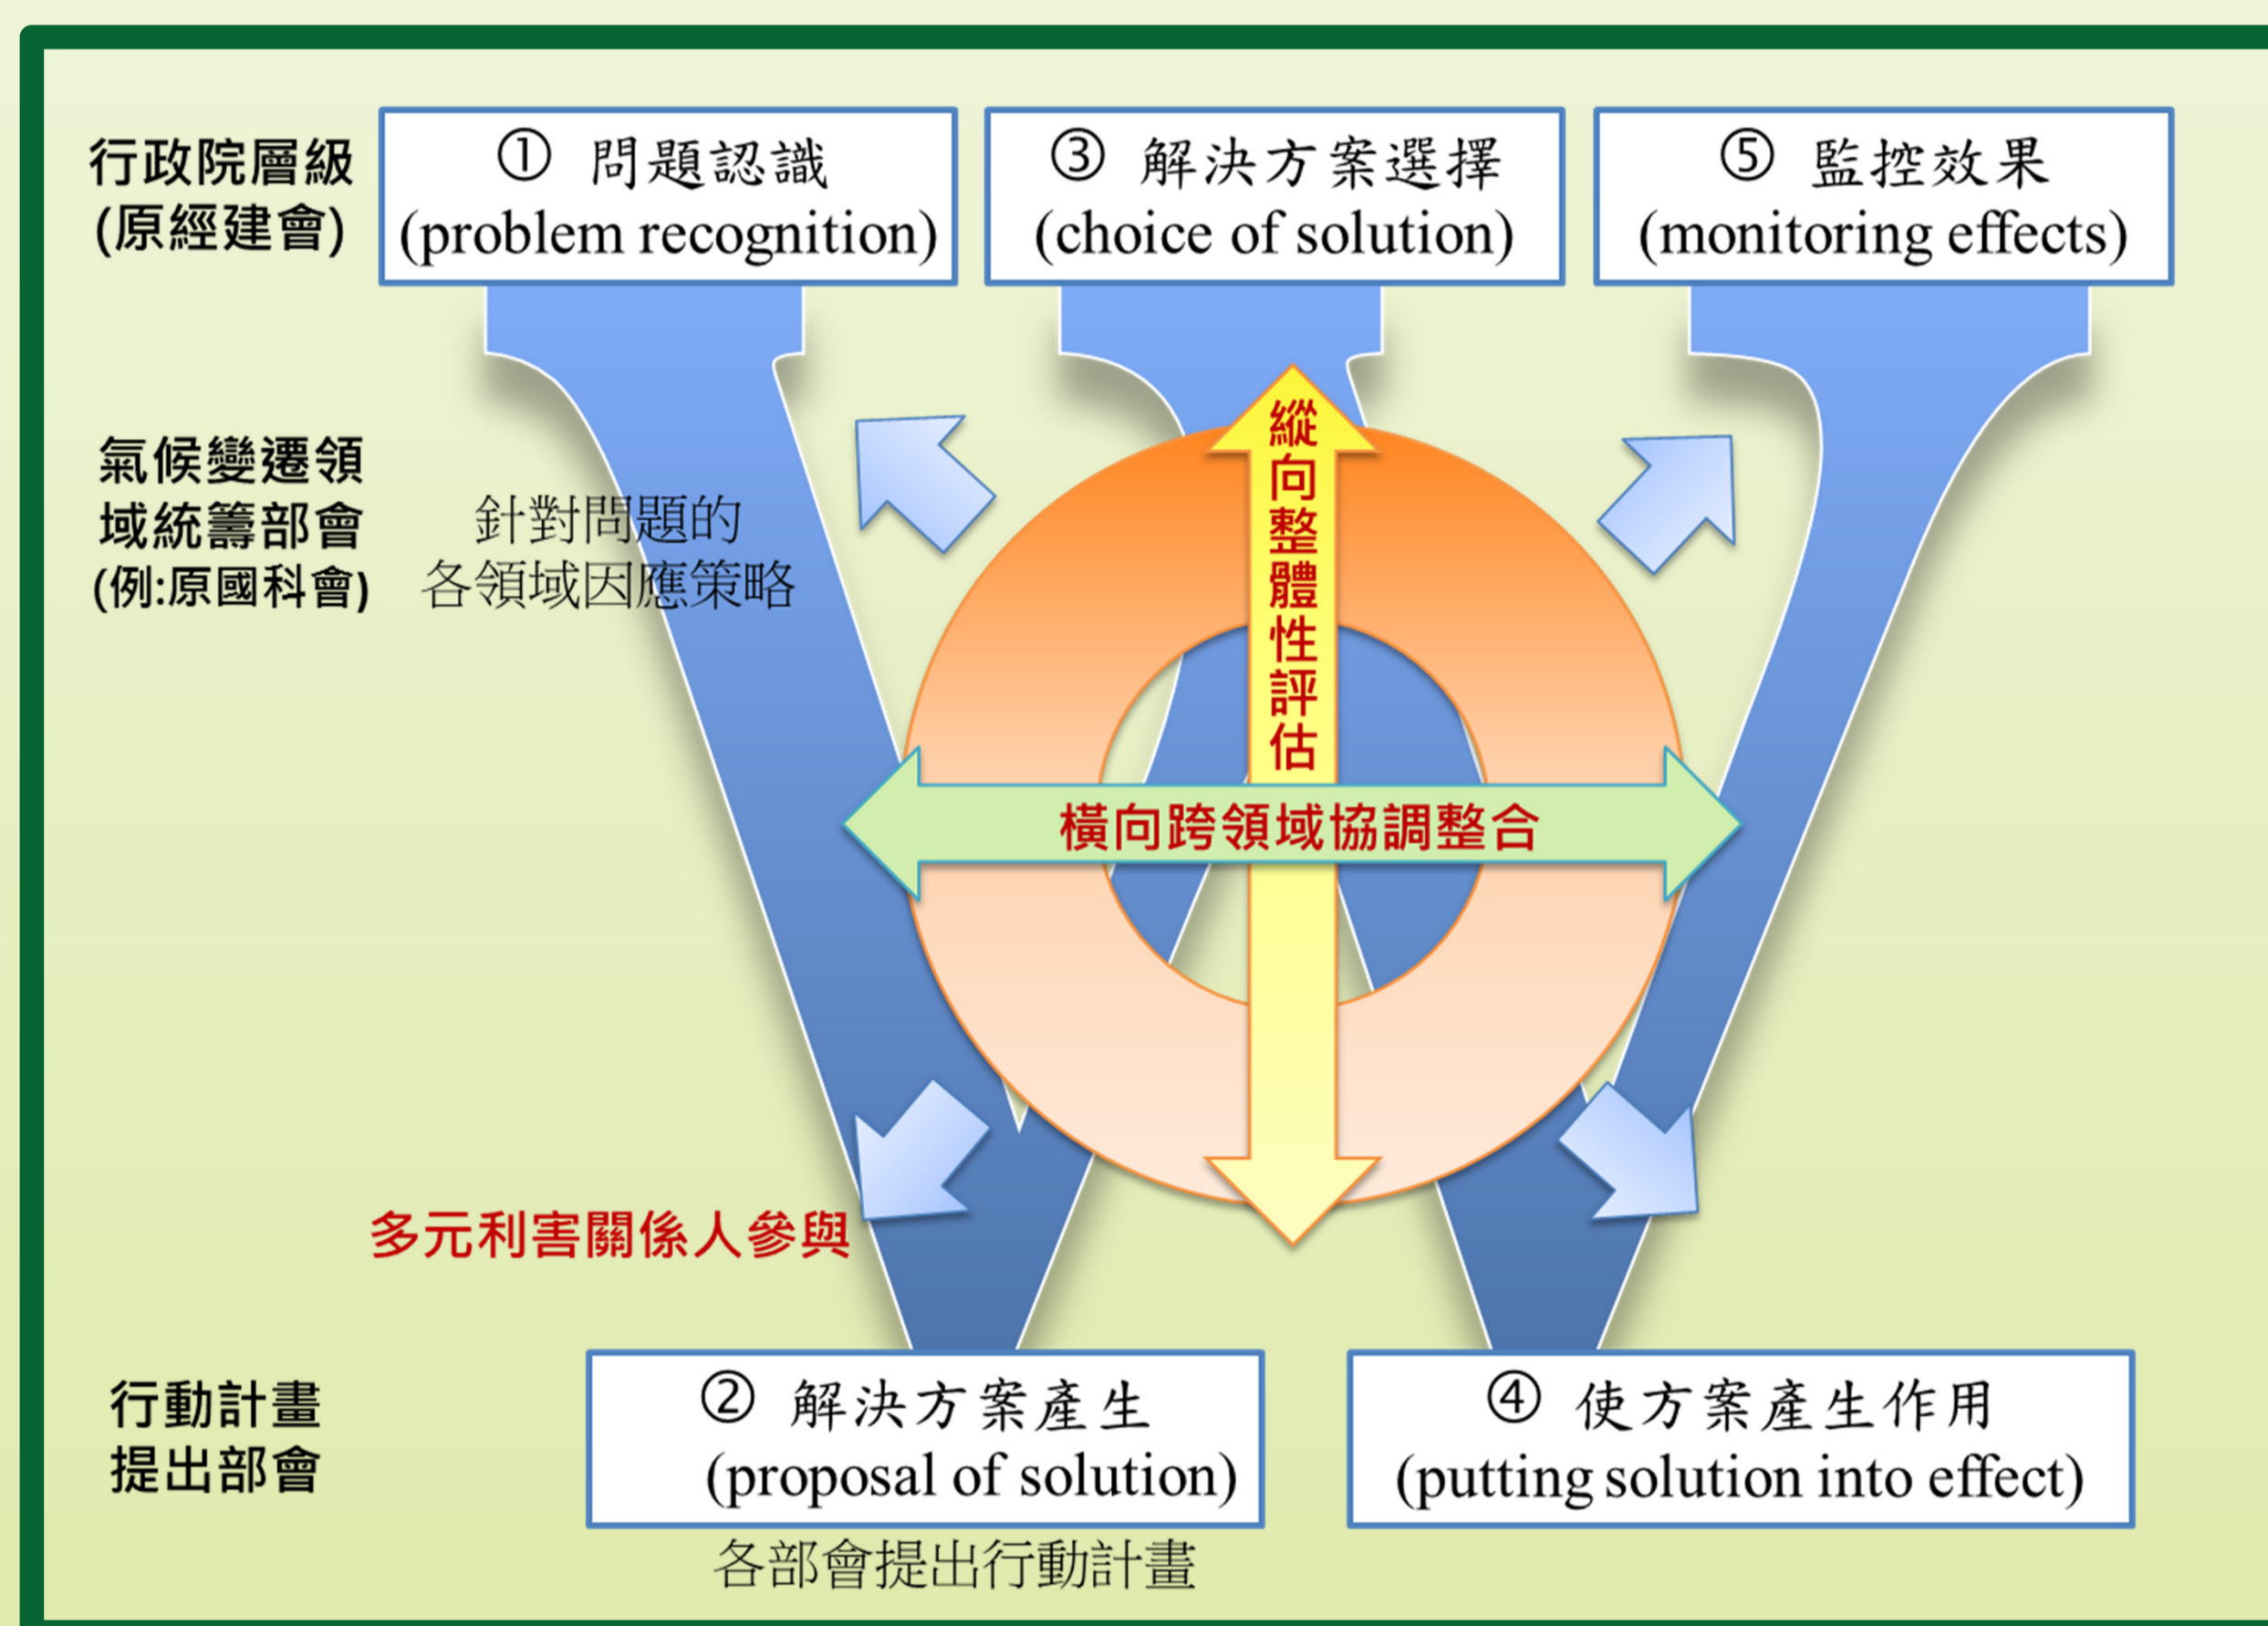 行政院層級
(原經建會)
① 問題認識
(problem recognition)
③ 解決方案選擇
(choice of solution)
⑤ 監控效果
(monitoring effects)
氣候變遷領
域統籌部會
(例:原國科會)
針對問題的
各領域因應策略
縱向整體性評估
橫向跨領域協調整合
多元利害關係人參與
行動計畫
提出部會
② 解決方案產生
(proposal of solution)
各部會提出行動計畫
④ 使方案產生作用
(putting solution into effect)